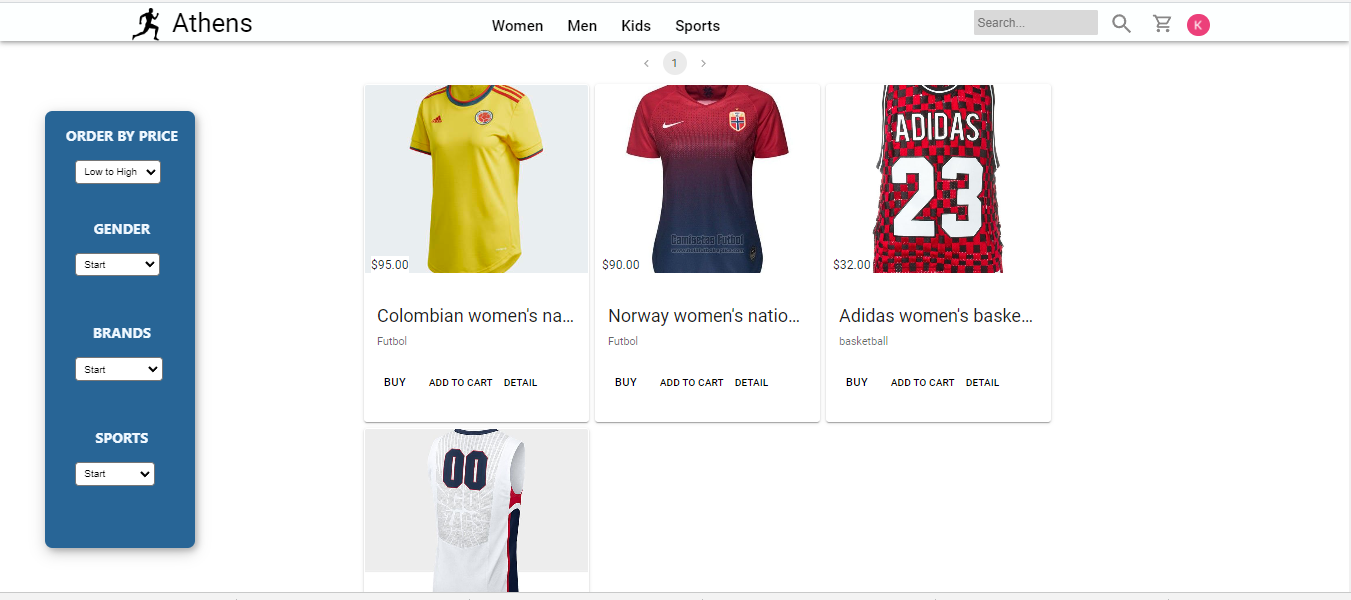 Athens
Women Men Kids Sports
Search...
K
‹ 1 ›
ORDER BY PRICE
Low to High
GENDER
Start
BRANDS
Start
SPORTS
Start
$95.00
Colombian women's na...
Futbol
BUY ADD TO CART DETAIL
Camisetas Futbol
$90.00
Norway women's natio...
Futbol
BUY ADD TO CART DETAIL
ADIDAS
23
$32.00
Adidas women's baske...
basketball
BUY ADD TO CART DETAIL
00